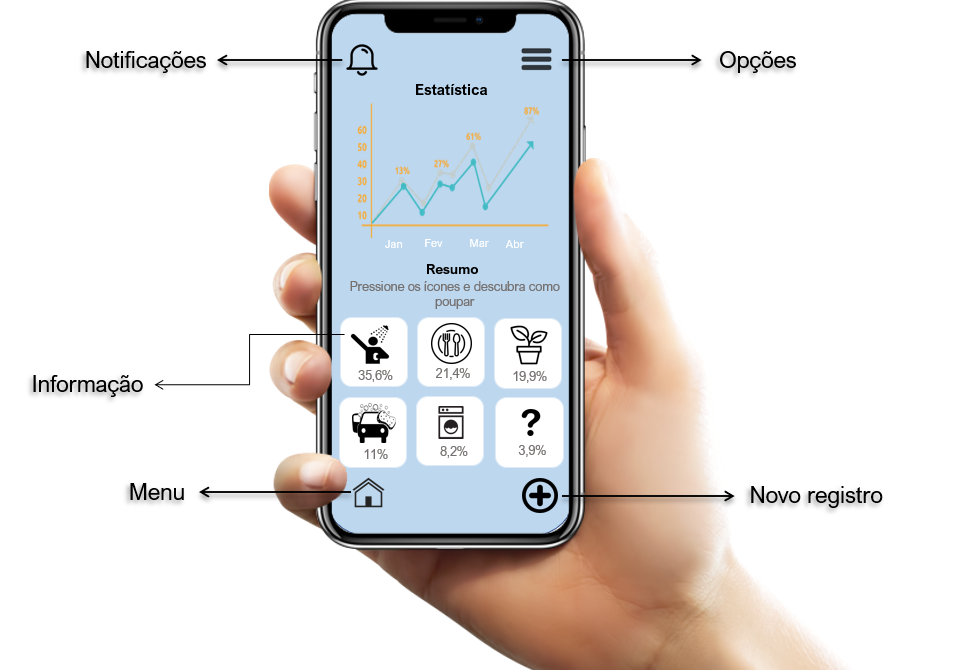 Notificações
Opções
Estatística
87%
60
61%
50
40
27%
13%
30
20
10
Jan Fev Mar Abr
Resumo
Pressione os ícones e descubra como
poupar
Informação
35,6% 21,4% 19,9%
?
11% 8,2% 3,9%
Menu
Novo registro